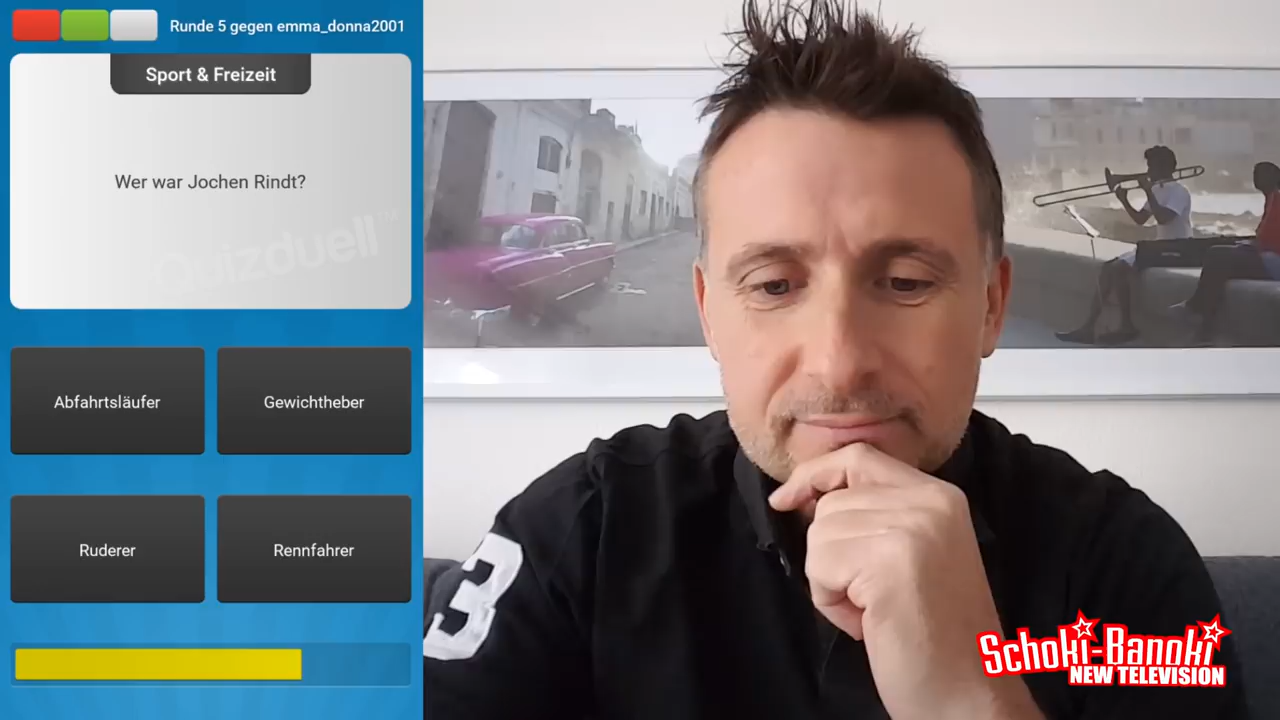 Runde 5 gegen emma_donna2001
Sport & Freizeit
Wer war Jochen Rindt?
Quizduell™
Abfahrtsläufer
Gewichtheber
Ruderer
Rennfahrer
3
Schoki-Banoki
NEW TELEVISION